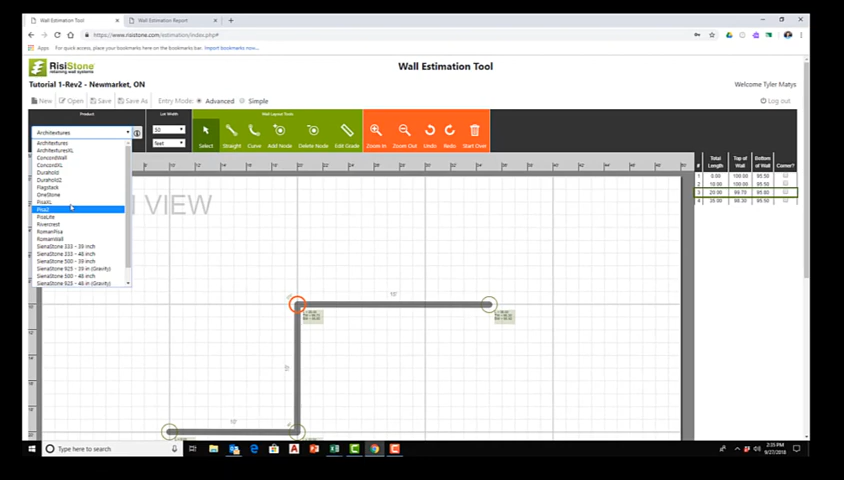 Wall Estimation Tool
Wall Estimation Report
https://www.risistone.com/estimation/index.php#
Apps For quick access, place your bookmarks here on the bookmarks bar. Import bookmarks now...
RisiStone
retaining wall systems
Wall Estimation Tool
Tutorial 1-Rev2 - Newmarket, ON
Welcome Tyler Matys
New Open Save Save As Entry Mode: Advanced Simple
Log out
Product
Lot Width
Wall Layout Tools
Architextures
50
feet
Select Straight Curve Add Node Delete Node Edit Grade Zoom In Zoom Out Undo Redo Start Over
Architextures
ArchitexturesXL
ConcordWall
ConcordXL
Durahold
Durahold2
Flagstack
OneStone
PisaXL
Pisa2
PisaLite
Rivercrest
RomanPisa
RomanWall
SienaStone 333 - 39 inch
SienaStone 333 - 48 inch
SienaStone 500 - 39 inch
SienaStone 925 - 39 in (Gravity)
SienaStone 500 - 48 inch
SienaStone 925 - 48 in (Gravity)
VIEW
# Total Length Top of Wall Bottom of Wall Corner?
1 0.00 100.00 95.50
2 10.00 100.00 95.50
3 20.00 99.70 95.80
4 35.00 98.30 95.50
10'
10'
Type here to search
2:35 PM
9/27/2018